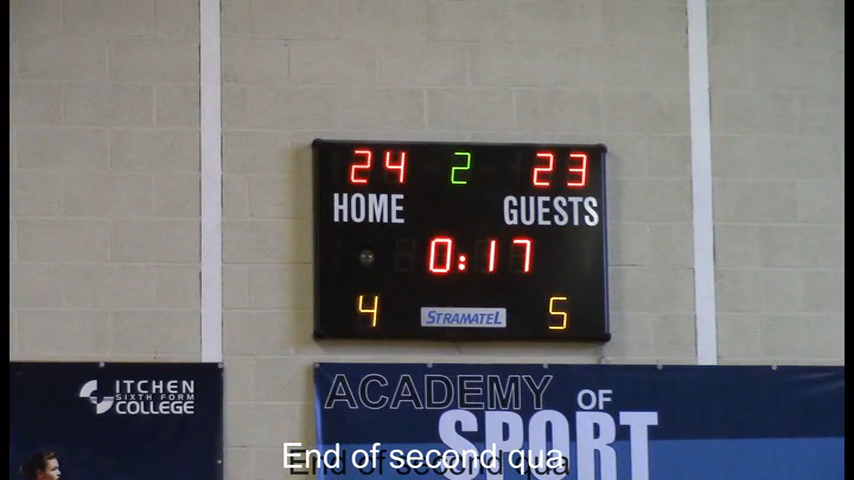 24 2 23
HOME GUESTS
0:17
4 STRAMATEL 5
ITCHEN
SIXTH FORM
COLLEGE
ACADEMY OF
SPORT
End of second qua